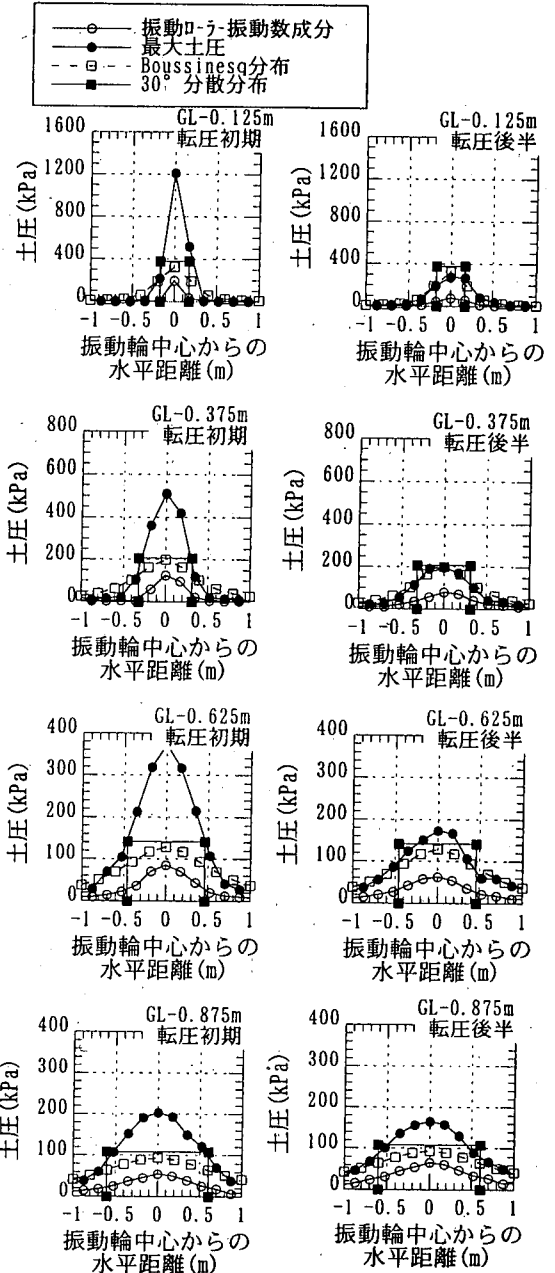 振動ローラ-振動数成分
最大土圧
Boussinesq分布
30°分散分布
GL-0.125m
転圧初期
1600
1200
800
400
0
土圧(kPa)
-1 -0.5 0 0.5 1
振動輪中心からの
水平距離(m)
GL-0.125m
転圧後半
1600
1200
800
400
0
土圧(kPa)
-1 -0.5 0 0.5 1
振動輪中心からの
水平距離(m)
GL-0.375m
転圧初期
800
600
400
200
0
土圧(kPa)
-1 -0.5 0 0.5 1
振動輪中心からの
水平距離(m)
GL-0.375m
転圧後半
800
600
400
200
0
土圧(kPa)
-1 -0.5 0 0.5 1
振動輪中心からの
水平距離(m)
GL-0.625m
転圧初期
400
300
200
100
0
土圧(kPa)
-1 -0.5 0 0.5 1
振動輪中心からの
水平距離(m)
GL-0.625m
転圧後半
400
300
200
100
0
土圧(kPa)
-1 -0.5 0 0.5 1
振動輪中心からの
水平距離(m)
GL-0.875m
転圧初期
400
300
200
100
0
土圧(kPa)
-1 -0.5 0 0.5 1
振動輪中心からの
水平距離(m)
GL-0.875m
転圧後半
400
300
200
100
0
土圧(kPa)
-1 -0.5 0 0.5 1
振動輪中心からの
水平距離(m)